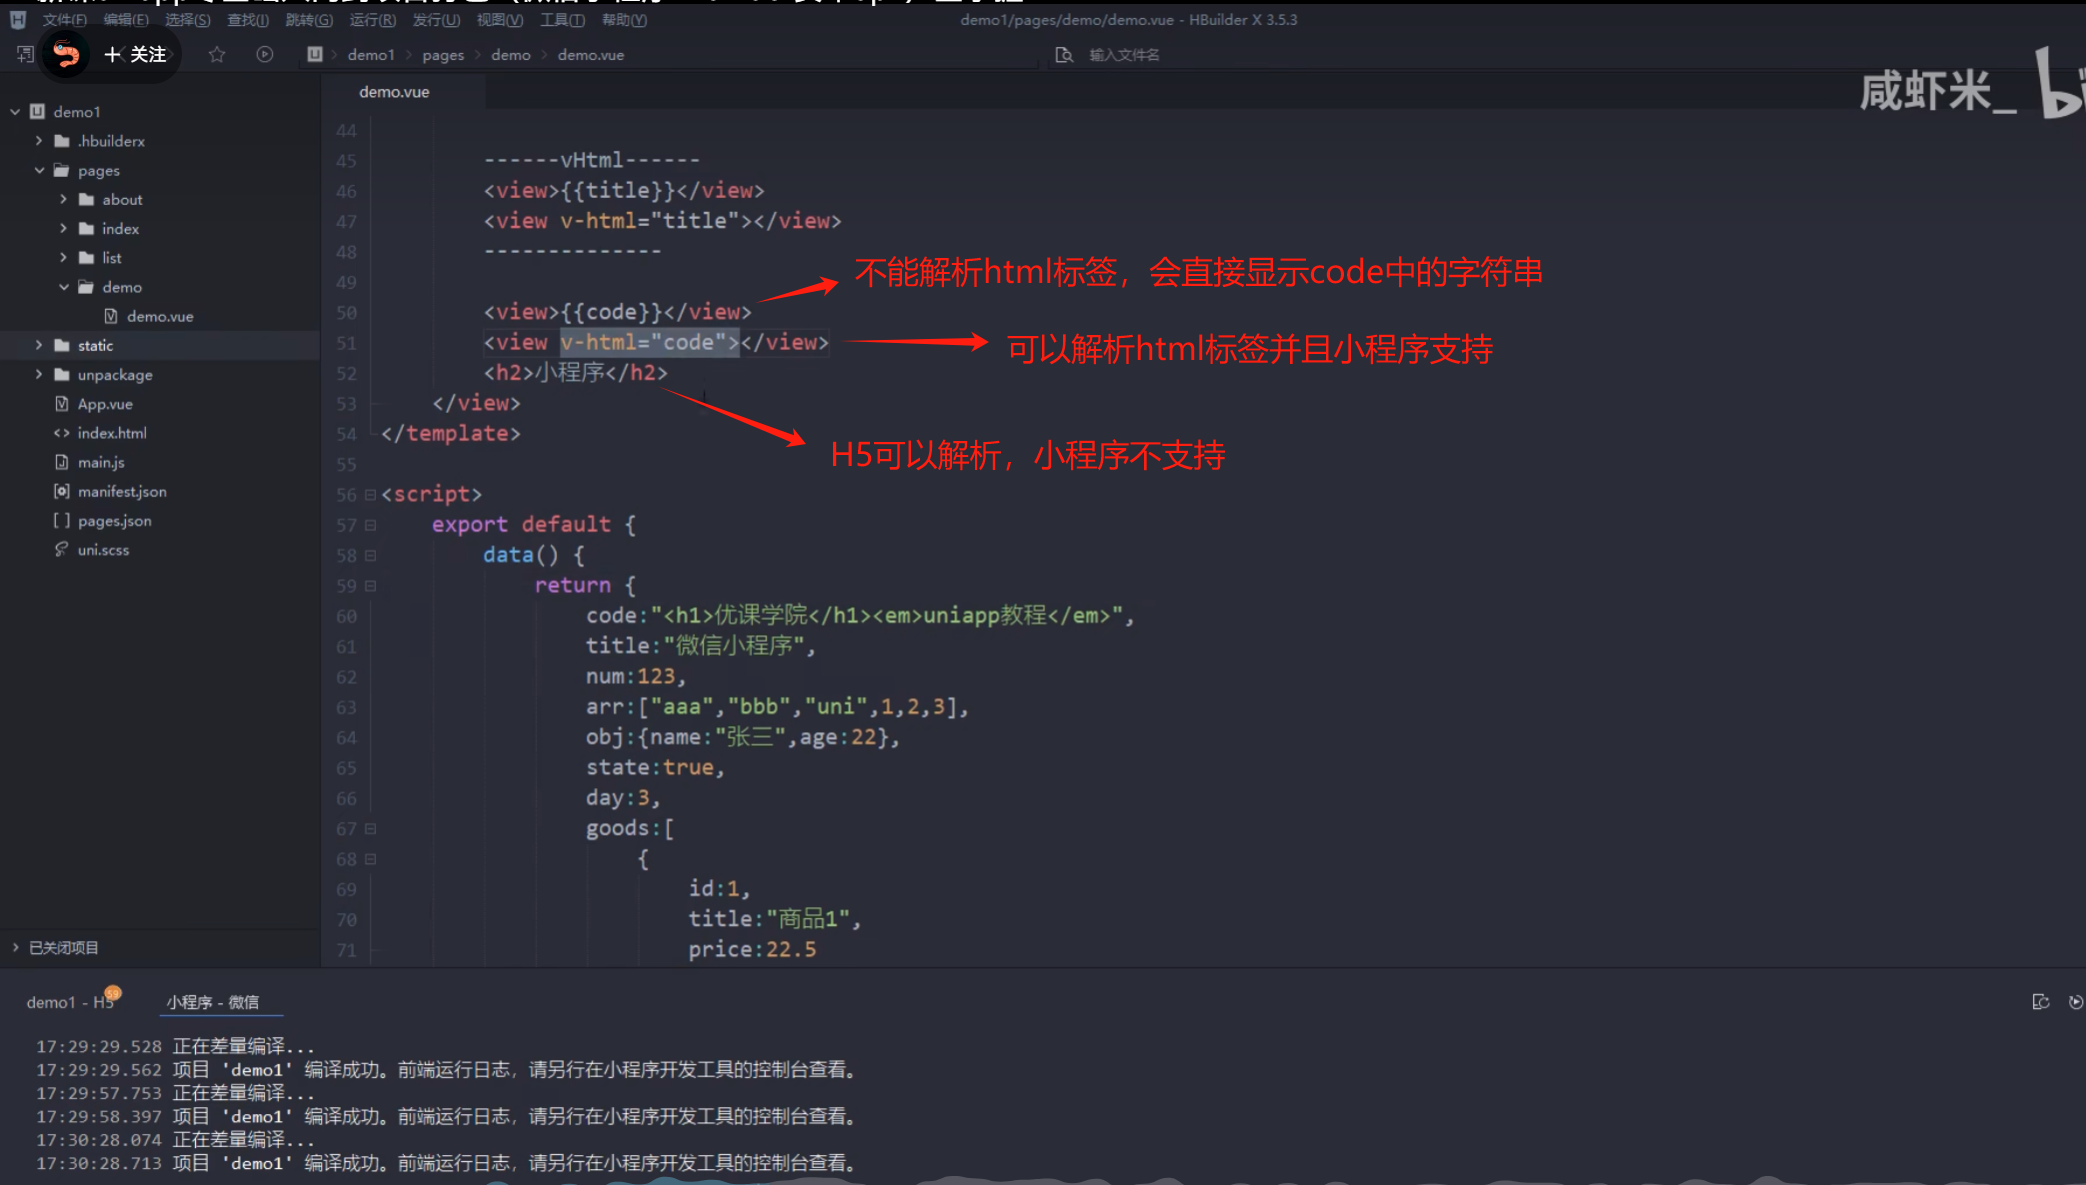 文件(F) 编辑(E) 选择(S) 查找(I) 跳转(G) 运行(R) 发行(U) 视图(V) 工具(T) 帮助(Y)
demo1/pages/demo/demo.vue - HBuilder X 3.5.3
+ 关注
demo1 > pages > demo > demo.vue
输入文件名
咸虾米_
demo.vue
demo1
.hbuilderx
pages
about
index
list
demo
demo.vue
static
unpackage
App.vue
index.html
main.js
manifest.json
pages.json
uni.scss
已关闭项目
44
45 ------vHtml------
46 <view>{{title}}</view>
47 <view v-html="title"></view>
48 --------------
49
不能解析html标签，会直接显示code中的字符串
50 <view>{{code}}</view>
51 <view v-html="code"></view>
可以解析html标签并且小程序支持
52 <h2>小程序</h2>
53 </view>
54 </template>
H5可以解析，小程序不支持
55
56 <script>
57 export default {
58 data() {
59 return {
60 code:"<h1>优课学院</h1><em>uniapp教程</em>",
61 title:"微信小程序",
62 num:123,
63 arr:["aaa","bbb","uni",1,2,3],
64 obj:{name:"张三",age:22},
65 state:true,
66 day:3,
67 goods:[
68 {
69 id:1,
70 title:"商品1",
71 price:22.5
demo1 - H5 59
小程序 - 微信
17:29:29.528 正在差量编译...
17:29:29.562 项目 'demo1' 编译成功。前端运行日志，请另行在小程序开发工具的控制台查看。
17:29:57.753 正在差量编译...
17:29:58.397 项目 'demo1' 编译成功。前端运行日志，请另行在小程序开发工具的控制台查看。
17:30:28.074 正在差量编译...
17:30:28.713 项目 'demo1' 编译成功。前端运行日志，请另行在小程序开发工具的控制台查看。